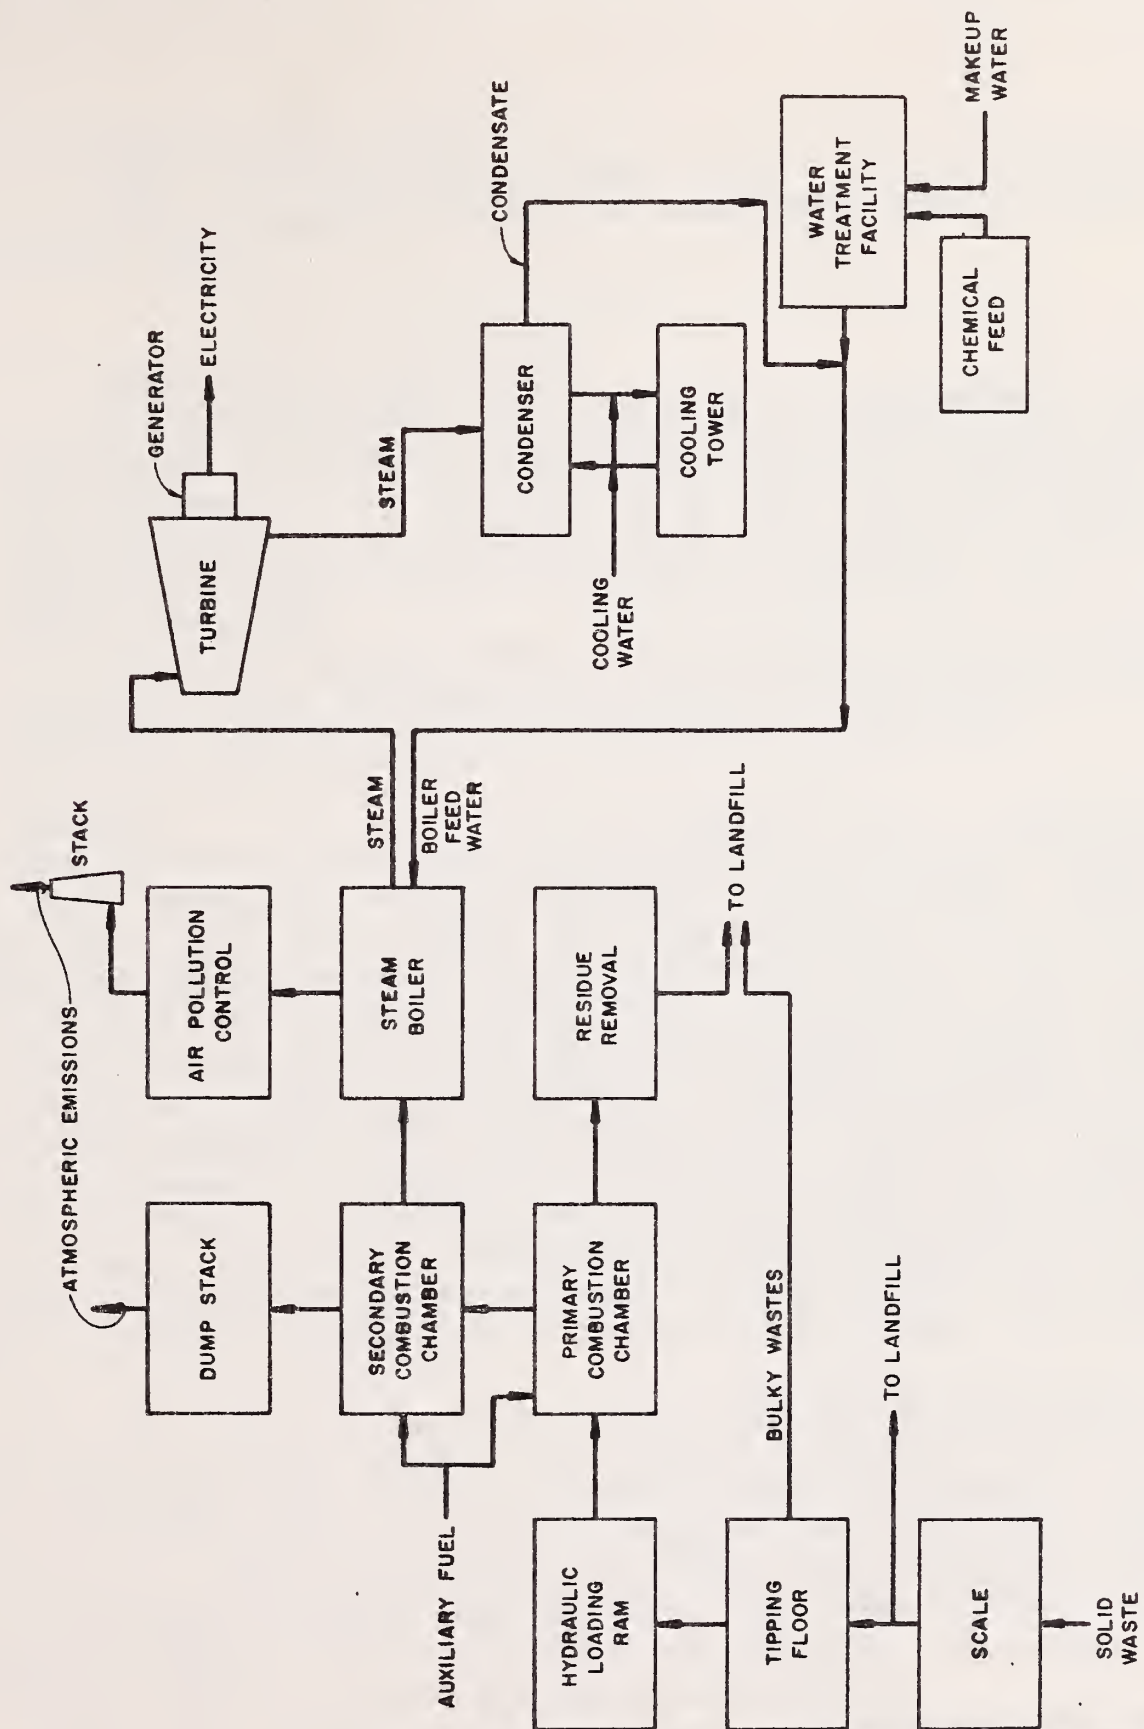 ATMOSPHERIC EMISSIONS
STACK
DUMP STACK
AIR POLLUTION
CONTROL
GENERATOR
ELECTRICITY
TURBINE
AUXILIARY FUEL
SECONDARY
COMBUSTION
CHAMBER
STEAM
BOILER
STEAM
BOILER
FEED
WATER
STEAM
CONDENSATE
CONDENSER
HYDRAULIC
LOADING
RAM
PRIMARY
COMBUSTION
CHAMBER
RESIDUE
REMOVAL
COOLING
WATER
COOLING
TOWER
TO LANDFILL
TIPPING
FLOOR
BULKY WASTES
WATER
TREATMENT
FACILITY
TO LANDFILL
SCALE
CHEMICAL
FEED
MAKEUP
WATER
SOLID
WASTE